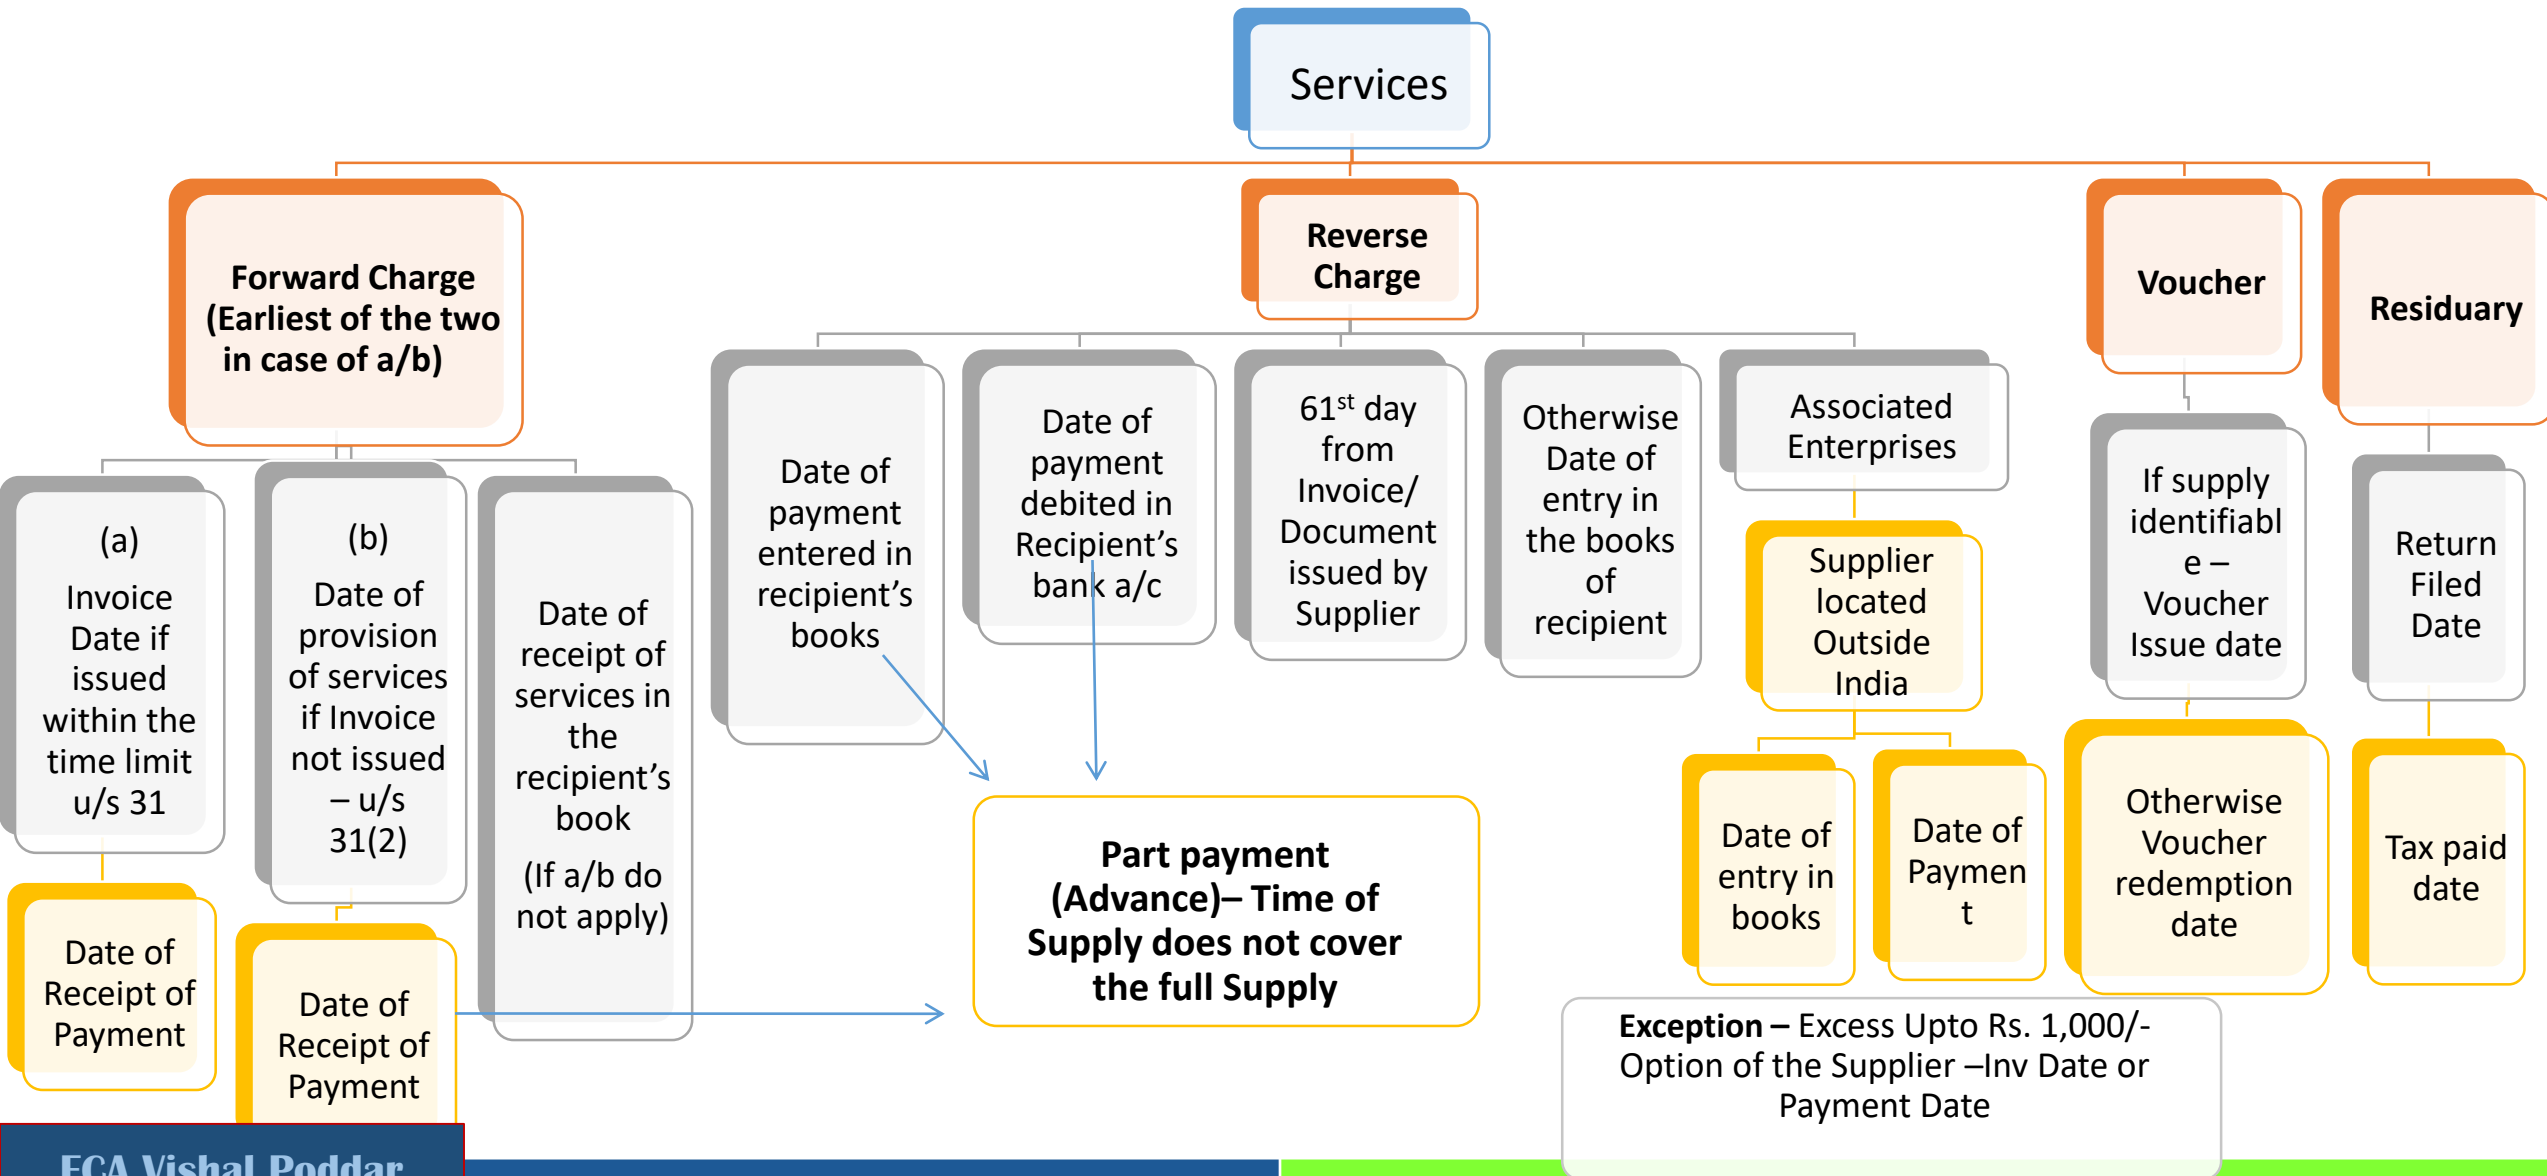 Services
Forward Charge
(Earliest of the two
in case of a/b)
(a)
Invoice
Date if
issued
within the
time limit
u/s 31
Date of
Receipt of
Payment
(b)
Date of
provision
of services
if Invoice
not issued
– u/s
31(2)
Date of
Receipt of
Payment
Date of
receipt of
services in
the
recipient’s
book
(If a/b do
not apply)
Reverse
Charge
Date of
payment
entered in
recipient’s
books
Date of
payment
debited in
Recipient’s
bank a/c
61st day
from
Invoice/
Document
issued by
Supplier
Otherwise
Date of
entry in
the books
of
recipient
Associated
Enterprises
Supplier
located
Outside
India
Date of
entry in
books
Date of
Paymen
t
Part payment
(Advance)– Time of
Supply does not cover
the full Supply
Voucher
If supply
identifiabl
e –
Voucher
Issue date
Otherwise
Voucher
redemption
date
Residuary
Return
Filed
Date
Tax paid
date
Exception – Excess Upto Rs. 1,000/-
Option of the Supplier –Inv Date or
Payment Date
FCA Vishal Poddar